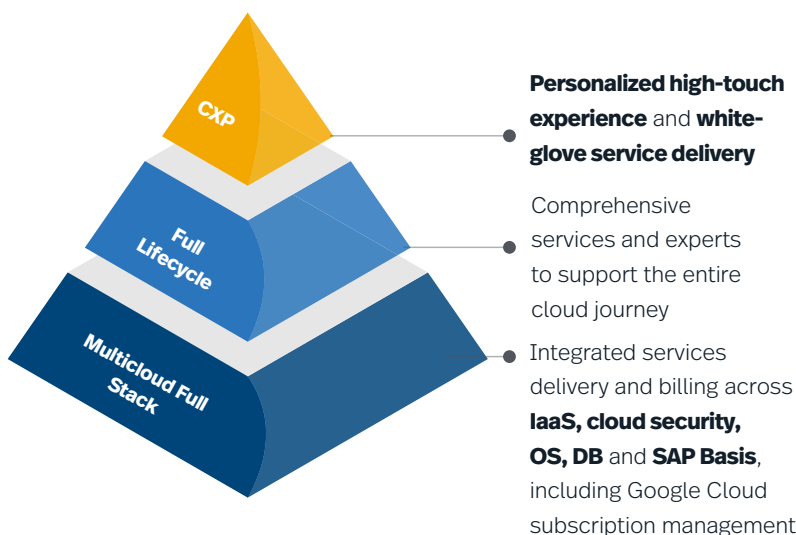 CXP
Personalized high-touch
experience and white-
glove service delivery
Full
Lifecycle
Comprehensive
services and experts
to support the entire
cloud journey
Multicloud Full
Stack
Integrated services
delivery and billing across
IaaS, cloud security,
OS, DB and SAP Basis,
including Google Cloud
subscription management